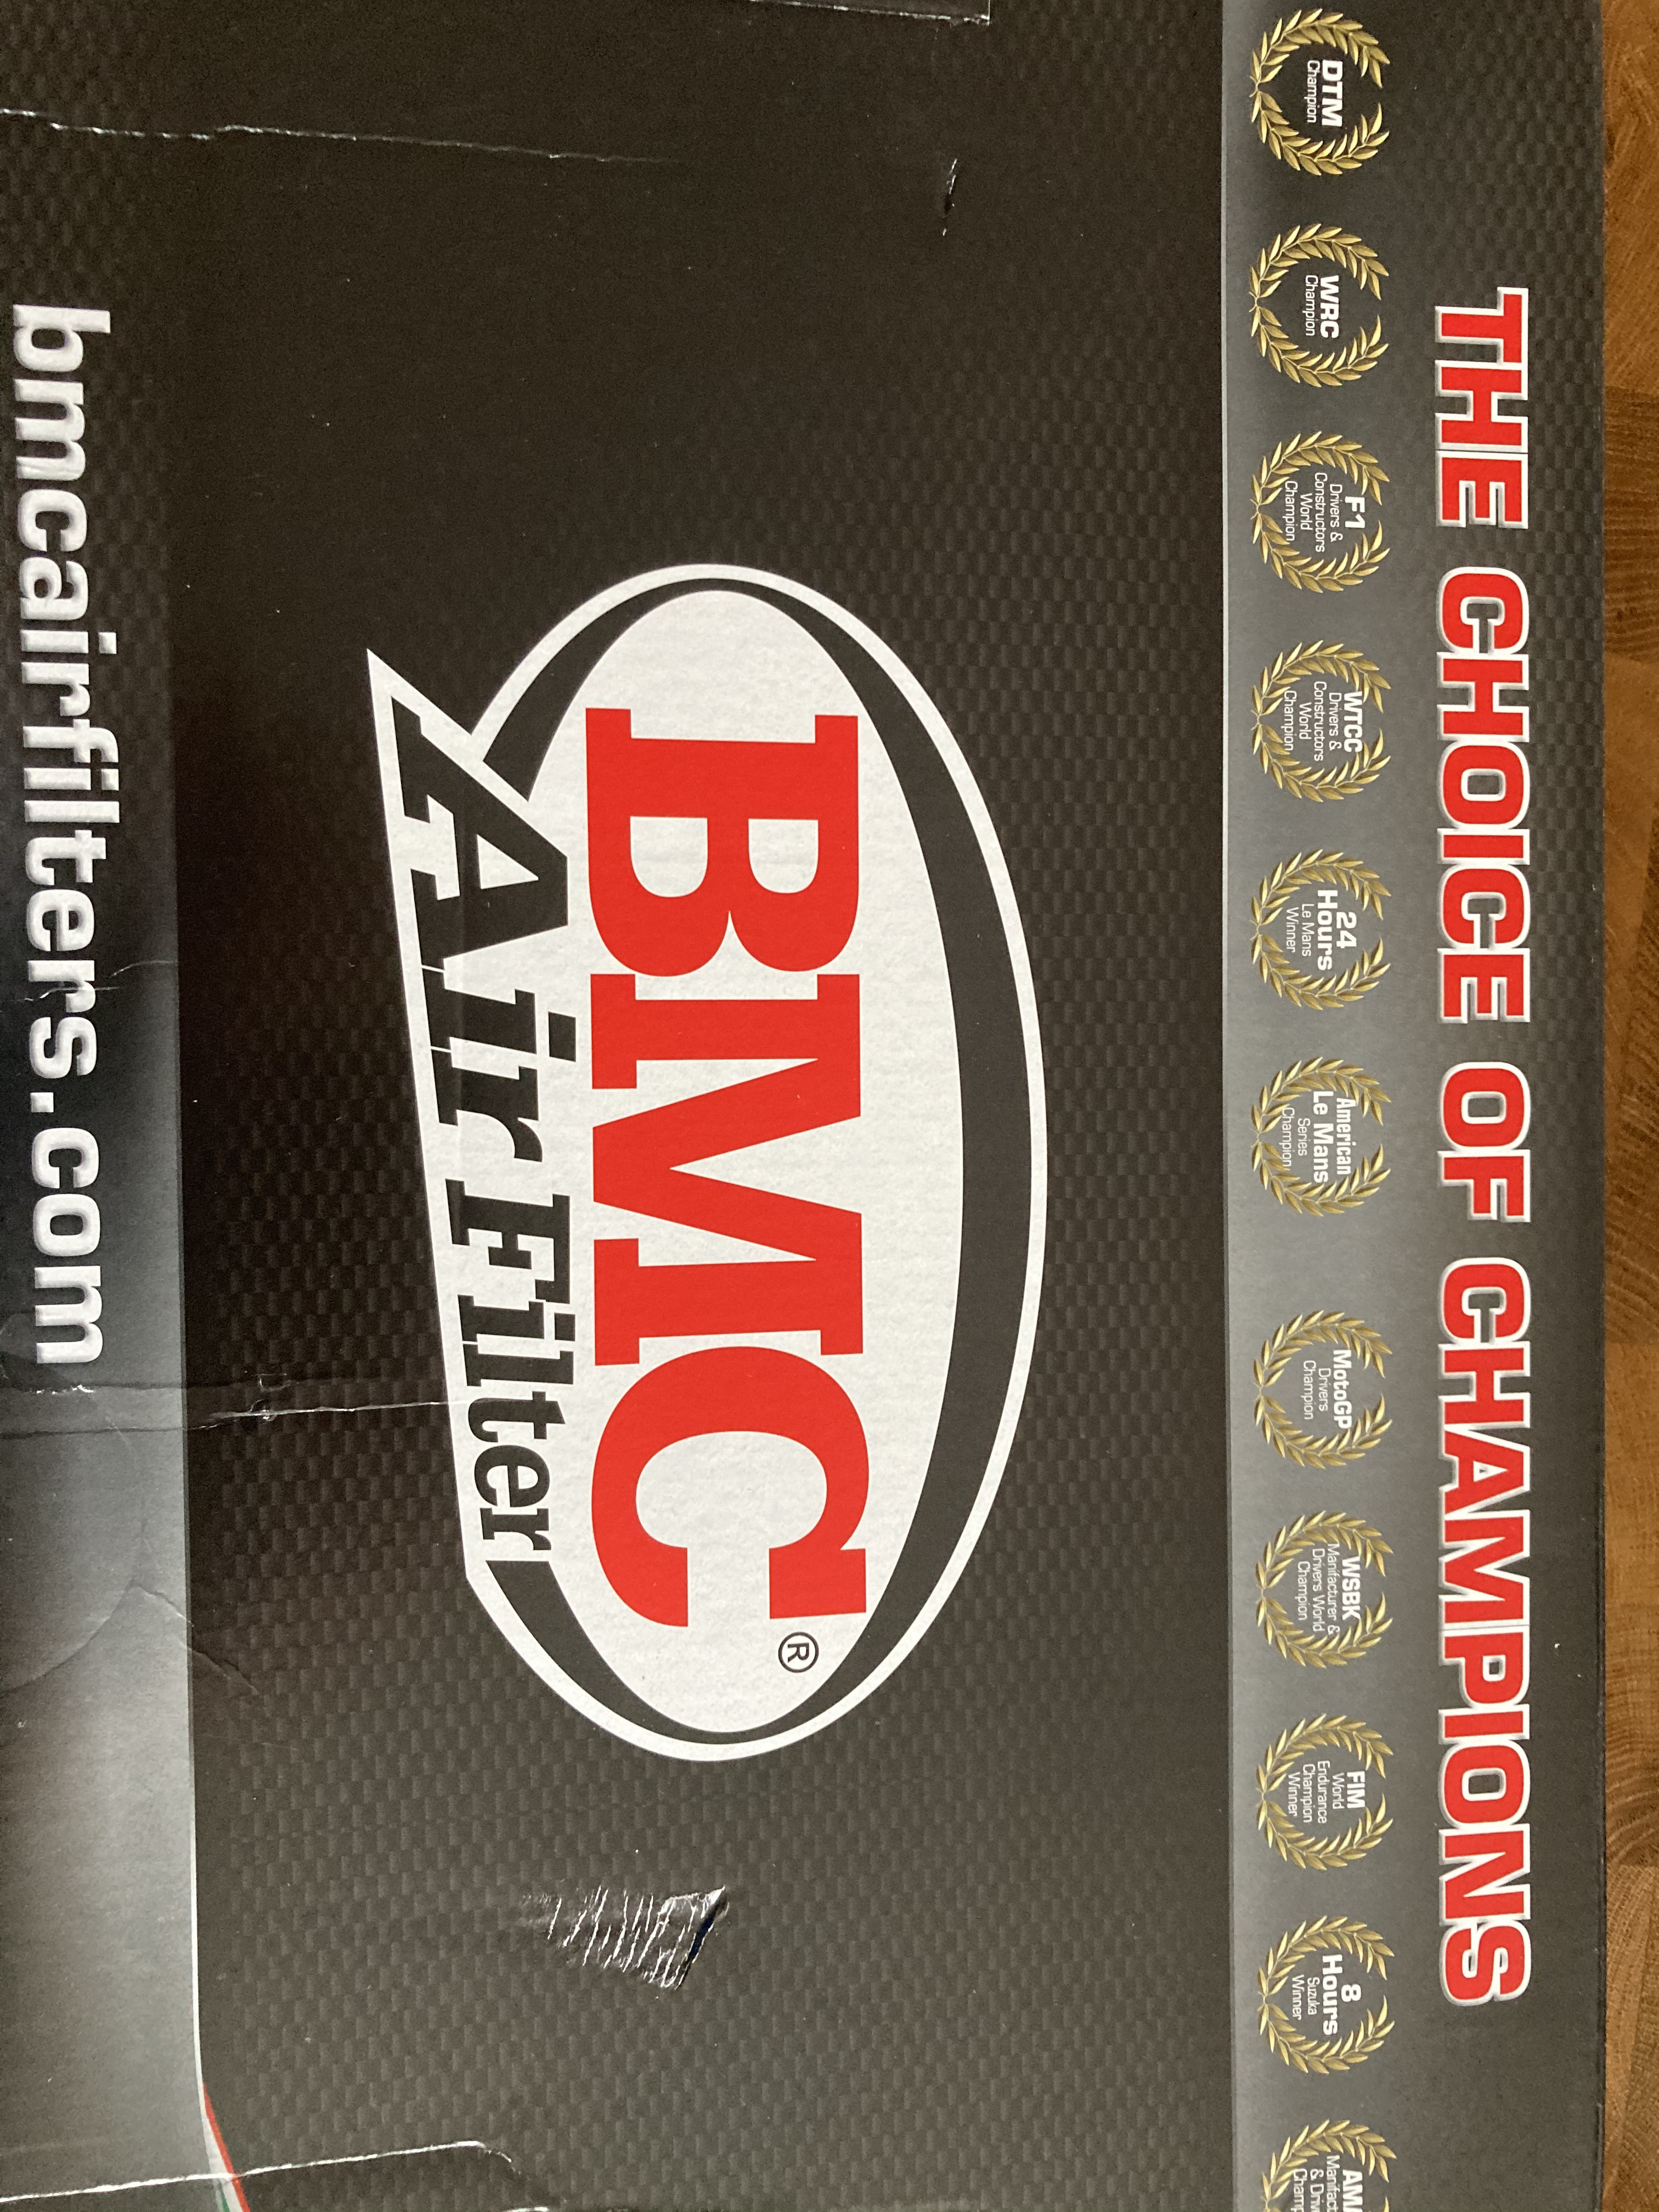 THE CHOICE OF CHAMPIONS
DTM
Champion
WRC
Champion
F1
Drivers &
Constructors
World
Champion
WTCC
Drivers &
Constructors
World
Champion
24
Hours
Le Mans
Winner
American
Le Mans
Series
Champion
MotoGP
Drivers
Champion
WSBK
Manufacturer &
Drivers World
Champion
FIM
World
Endurance
Champion
Winner
8
Hours
Suzuka
Winner
BMC®
Air Filter
bmcairfilters.com